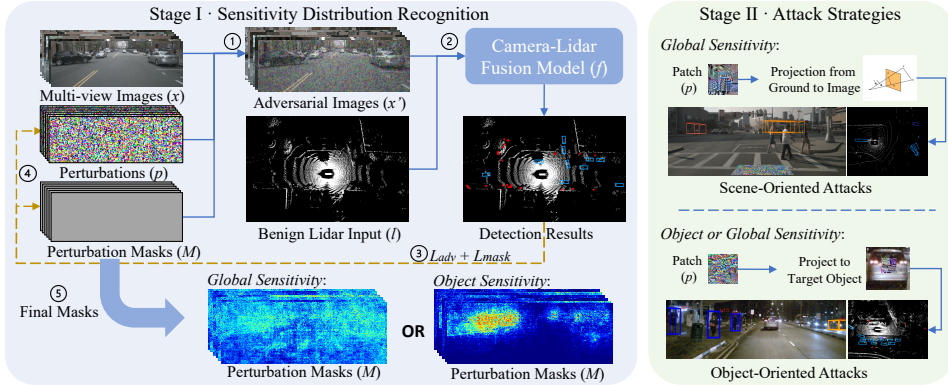 Stage I · Sensitivity Distribution Recognition
①
②
Camera-Lidar
Fusion Model (f)
Multi-view Images (x)
Adversarial Images (x')
④
Perturbations (p)
Perturbation Masks (M)
Benign Lidar Input (l)
Detection Results
③ Ladv + Lmask
⑤
Final Masks
Global Sensitivity:
Object Sensitivity:
OR
Perturbation Masks (M)
Perturbation Masks (M)
Stage II · Attack Strategies
Global Sensitivity:
Patch
(p)
Projection from
Ground to Image
Scene-Oriented Attacks
Object or Global Sensitivity:
Patch
(p)
Project to
Target Object
Object-Oriented Attacks